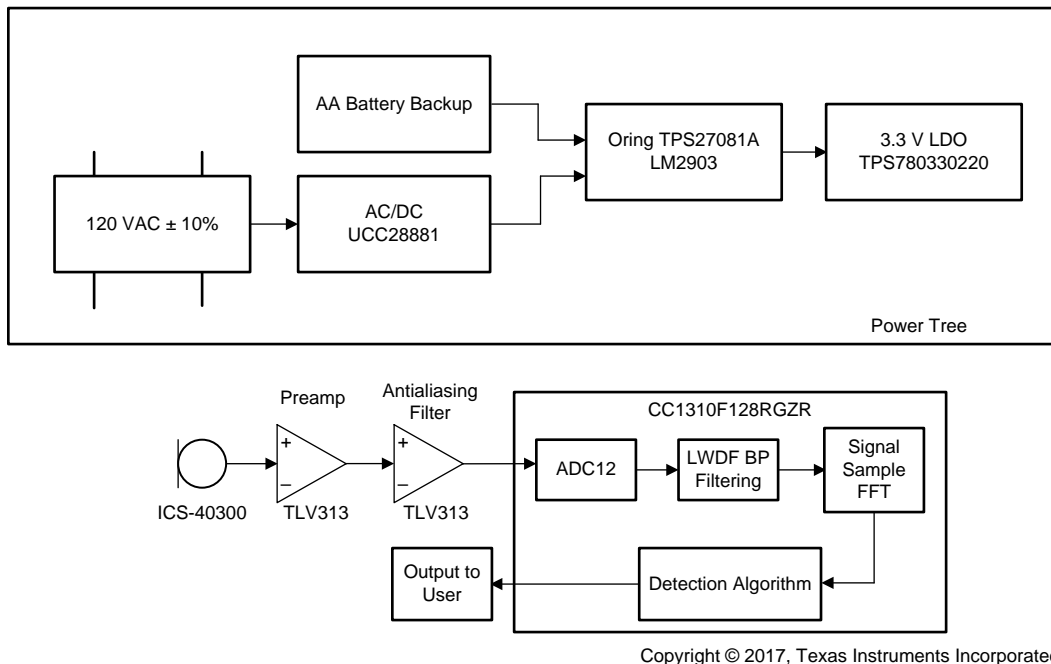 AA Battery Backup
Oring TPS27081A
LM2903
3.3 V LDO
TPS780330220
120 VAC ± 10%
AC/DC
UCC28881
Power Tree
Preamp
Antialiasing
Filter
CC1310F128RGZR
+
−
+
−
ADC12
LWDF BP
Filtering
Signal
Sample
FFT
ICS-40300
TLV313
TLV313
Output to
User
Detection Algorithm
Copyright © 2017, Texas Instruments Incorporated